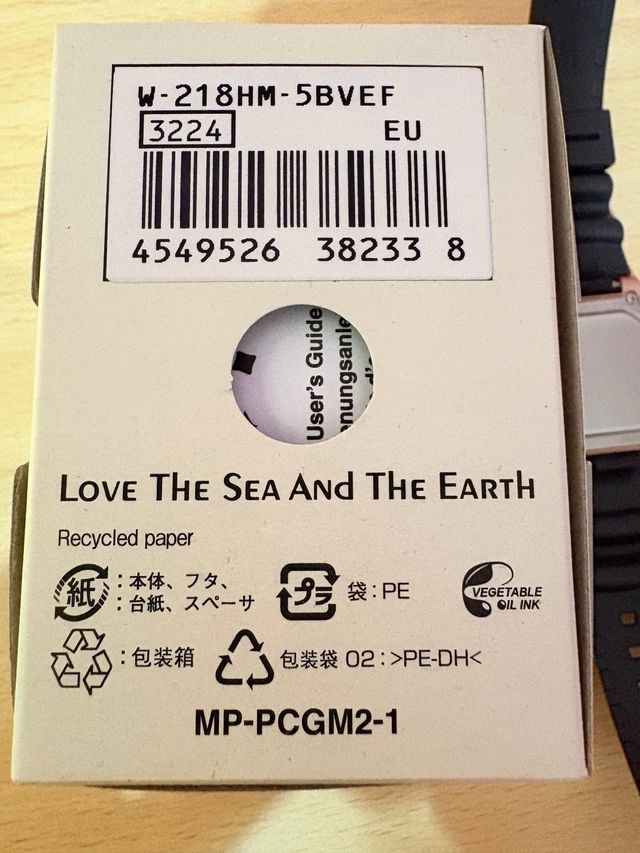 W-218HM-5BVEF
3224 EU
4549526 38233 8
User's Guide
Love The Sea And The Earth
Recycled paper
紙 : 本体、フタ、
: 台紙、スペーサ
プラ 袋 : PE
VEGETABLE
OIL INK
: 包装箱
包装袋 02 : >PE-DH<
MP-PCGM2-1